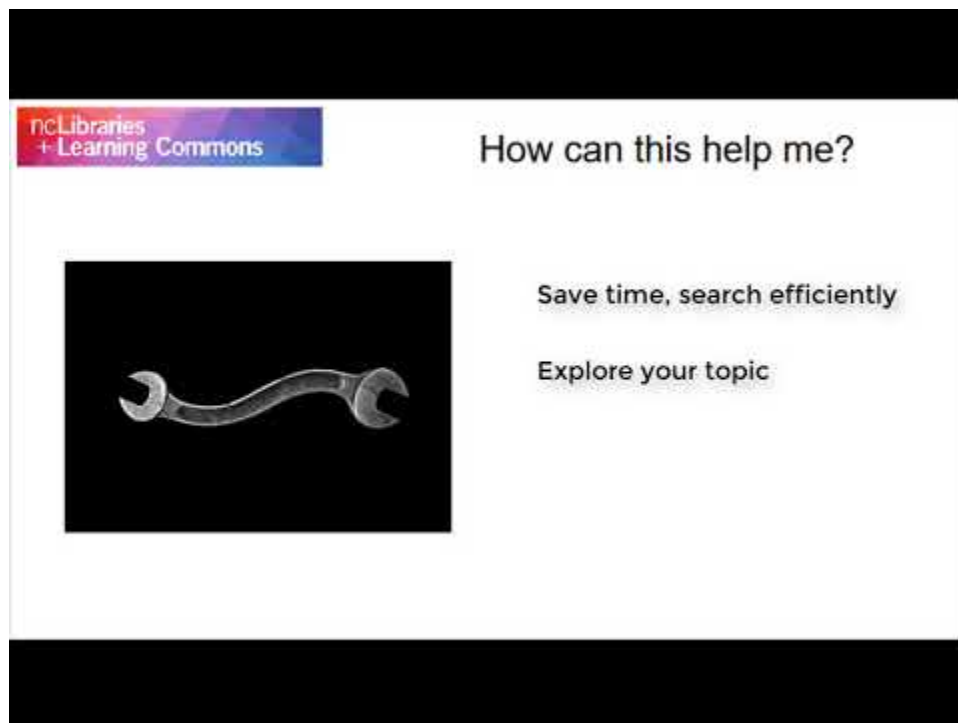 ncLibraries
+ Learning Commons
How can this help me?
Save time, search efficiently
Explore your topic